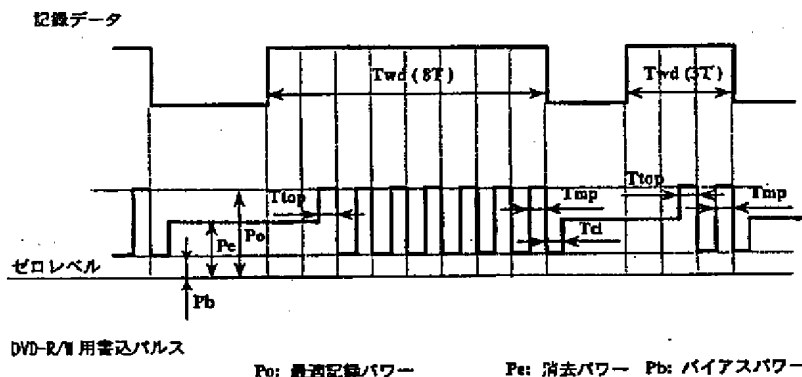 記録データ
Twd ( 8T )
Twd (3T)
Ttop
Tmp
Ttop
Tmp
Pe
Po
Tcl
ゼロレベル
Pb
DVD-R/W 用書込パルス
Po: 最適記録パワー Pe: 消去パワー Pb: バイアスパワー